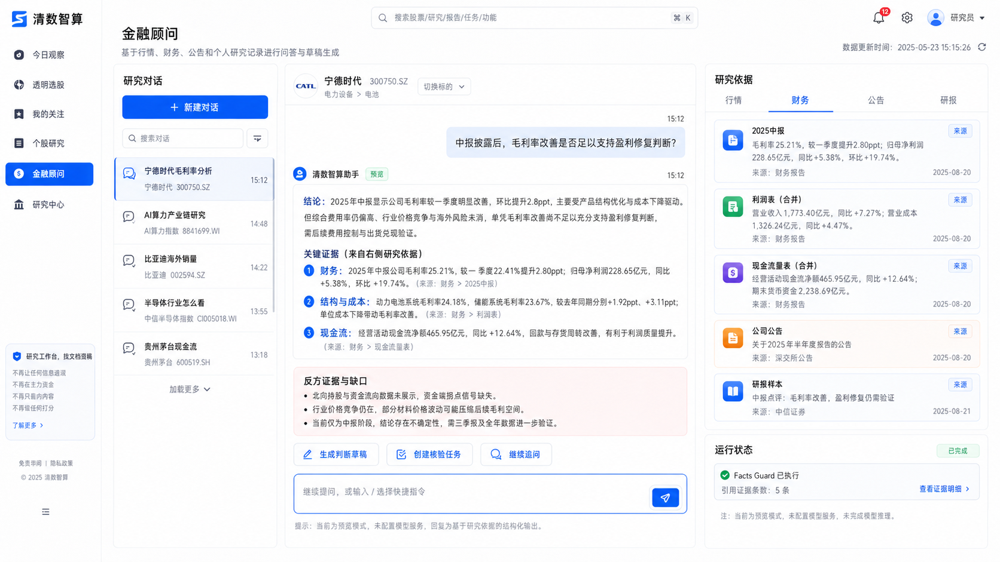 清数智算
今日观察
透明选股
我的关注
个股研究
金融顾问
研究中心
研究工作台，找文档
不再让任何信息
不再在主力资金
不再只看内内容
不再做任何打分
了解更多 >
隐私政策
© 2025 清数智算
搜索股票/研究/报告/任务/功能
⌘ K
12
研究员
金融顾问
基于行情、财务、公告和个人研究记录进行问答与草稿生成
数据更新时间：2025-05-23 15:15:26
研究对话
+ 新建对话
搜索对话
宁德时代毛利率分析
宁德时代 300750.SZ
15:12
AI算力产业链研究
AI算力指数 8841699.WI
14:48
比亚迪海外销量
比亚迪 002594.SZ
14:22
半导体行业怎么看
中信半导体指数 CI005018.WI
13:55
贵州茅台现金流
贵州茅台 600519.SH
13:18
加载更多
CATL
宁德时代 300750.SZ
电力设备 > 电池
切换标的
15:12
中报披露后，毛利率改善是否足以支持盈利修复判断？
清数智算助手 预览
15:12
结论：2025年中报显示公司毛利率较一季度明显改善，环比提升2.8ppt，主要受产品结构优化与成本下降驱动。
但综合费用率仍偏高、行业价格竞争与海外风险未消，单凭毛利率改善尚不足以充分支持盈利修复判断，
需后续费用控制与出货兑现验证。
关键证据（来自右侧研究依据）
1 财务：2025年中报公司毛利率25.21%，较一季度22.41%提升2.80ppt；归母净利润228.65亿元，同比
+5.38%，环比 +19.74%。（来源：财务 > 2025中报）
2 结构与成本：动力电池系统毛利率24.18%，储能系统毛利率23.67%，较去年同期分别+1.92ppt、+3.11ppt；
单位成本下降带动毛利率改善。（来源：财务 > 利润表）
3 现金流：经营活动现金流净额465.95亿元，同比 +12.64%，回款与存货周转改善，有利于利润质量提升。
（来源：财务 > 现金流量表）
反方证据与缺口
• 北向持股与资金流向数据未展示，资金端拐点信号缺失。
• 行业价格竞争仍在，部分材料价格波动可能压缩后续毛利空间。
• 当前仅为中报阶段，结论存在不确定性，需三季报及全年数据进一步验证。
生成判断草稿
创建核验任务
继续追问
继续提问，或输入 / 选择快捷指令
提示：当前为预览模式，未配置模型服务，回复为基于研究依据的结构化输出。
研究依据
行情
财务
公告
研报
2025中报
来源
毛利率25.21%，较一季度提升2.80ppt；归母净利润
228.65亿元，同比+5.38%，环比+19.74%。
来源：财务报告
2025-08-20
利润表（合并）
来源
营业收入1,773.40亿元，同比 +7.27%；营业成本
1,326.24亿元，同比+4.47%。
来源：财务报告
2025-08-20
现金流量表（合并）
来源
经营活动现金流净额465.95亿元，同比 +12.64%；
期末货币资金2,238.69亿元。
来源：财务报告
2025-08-20
公司公告
来源
关于2025年半年度报告的公告
来源：深交所公告
2025-08-20
研报样本
来源
中报点评：毛利率改善，盈利修复仍需验证
来源：中信证券
2025-08-21
运行状态
已完成
Facts Guard 已执行
引用证据条数：5 条
查看证据明细 >
注：当前为预览模式，未配置模型服务，未完成模型推理。